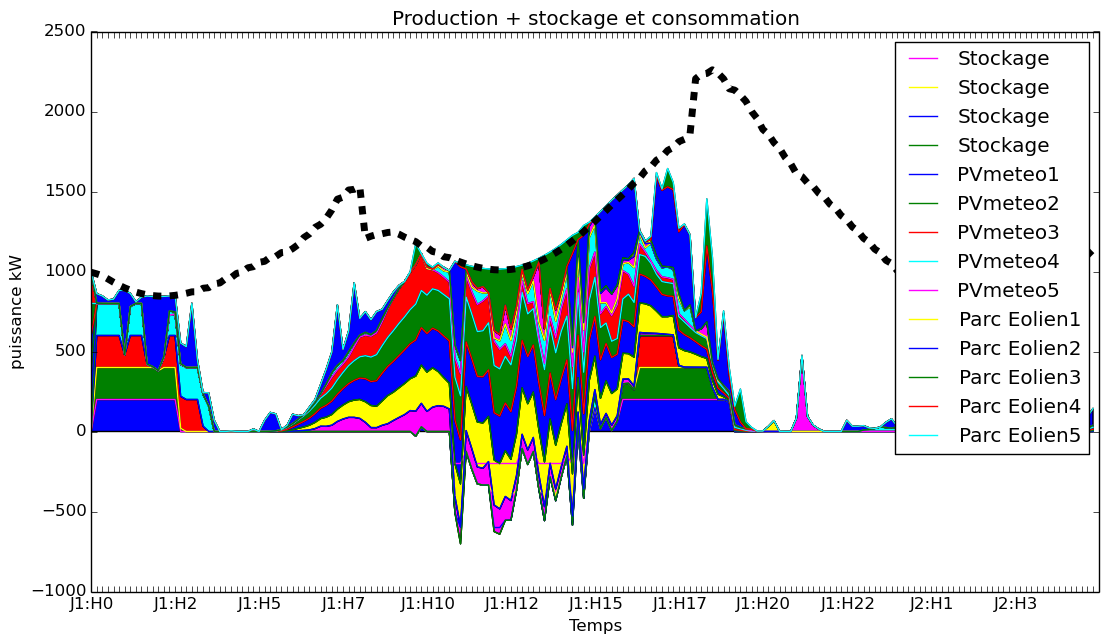 Production + stockage et consommation
puissance kW
2500
2000
1500
1000
500
0
−500
−1000
J1:H0 J1:H2 J1:H5 J1:H7 J1:H10 J1:H12 J1:H15 J1:H17 J1:H20 J1:H22 J2:H1 J2:H3
Temps
Stockage
Stockage
Stockage
Stockage
PVmeteo1
PVmeteo2
PVmeteo3
PVmeteo4
PVmeteo5
Parc Eolien1
Parc Eolien2
Parc Eolien3
Parc Eolien4
Parc Eolien5